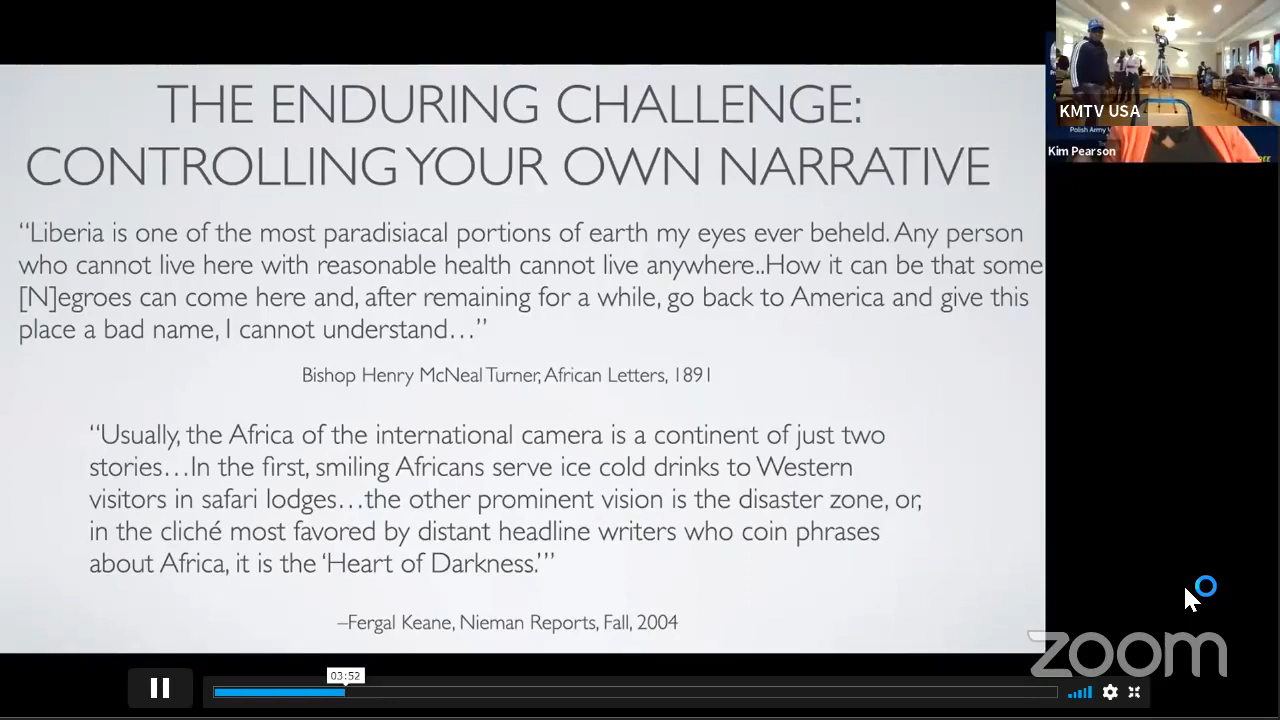 THE ENDURING CHALLENGE:
CONTROLLING YOUR OWN NARRATIVE
“Liberia is one of the most paradisiacal portions of earth my eyes ever beheld. Any person
who cannot live here with reasonable health cannot live anywhere..How it can be that some
[N]egroes can come here and, after remaining for a while, go back to America and give this
place a bad name, I cannot understand…”
Bishop Henry McNeal Turner, African Letters, 1891
“Usually, the Africa of the international camera is a continent of just two
stories…In the first, smiling Africans serve ice cold drinks to Western
visitors in safari lodges…the other prominent vision is the disaster zone, or,
in the cliché most favored by distant headline writers who coin phrases
about Africa, it is the ‘Heart of Darkness.’”
–Fergal Keane, Nieman Reports, Fall, 2004
KMTV USA
Polish Army
Kim Pearson
03:52
zoom